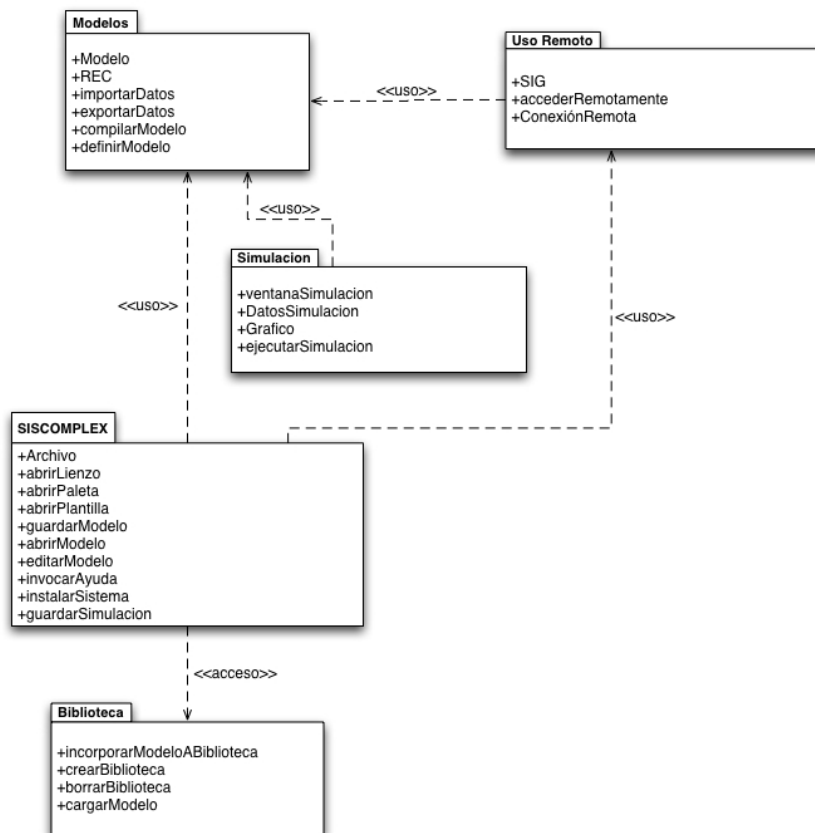 Modelos
+Modelo
+REC
+importarDatos
+exportarDatos
+compilarModelo
+definirModelo
Uso Remoto
+SIG
+accederRemotamente
+ConexiónRemota
<<uso>>
<<uso>>
Simulacion
+ventanaSimulacion
+DatosSimulacion
+Grafico
+ejecutarSimulacion
<<uso>>
<<uso>>
SISCOMPLEX
+Archivo
+abrirLienzo
+abrirPaleta
+abrirPlantilla
+guardarModelo
+abrirModelo
+editarModelo
+invocarAyuda
+instalarSistema
+guardarSimulacion
<<acceso>>
Biblioteca
+incorporarModeloABiblioteca
+crearBiblioteca
+borrarBiblioteca
+cargarModelo